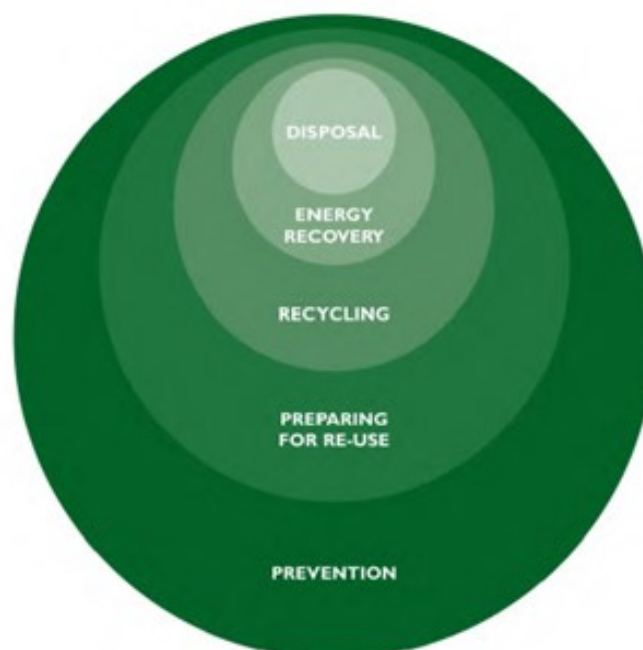 DISPOSAL
ENERGY
RECOVERY
RECYCLING
PREPARING
FOR RE-USE
PREVENTION